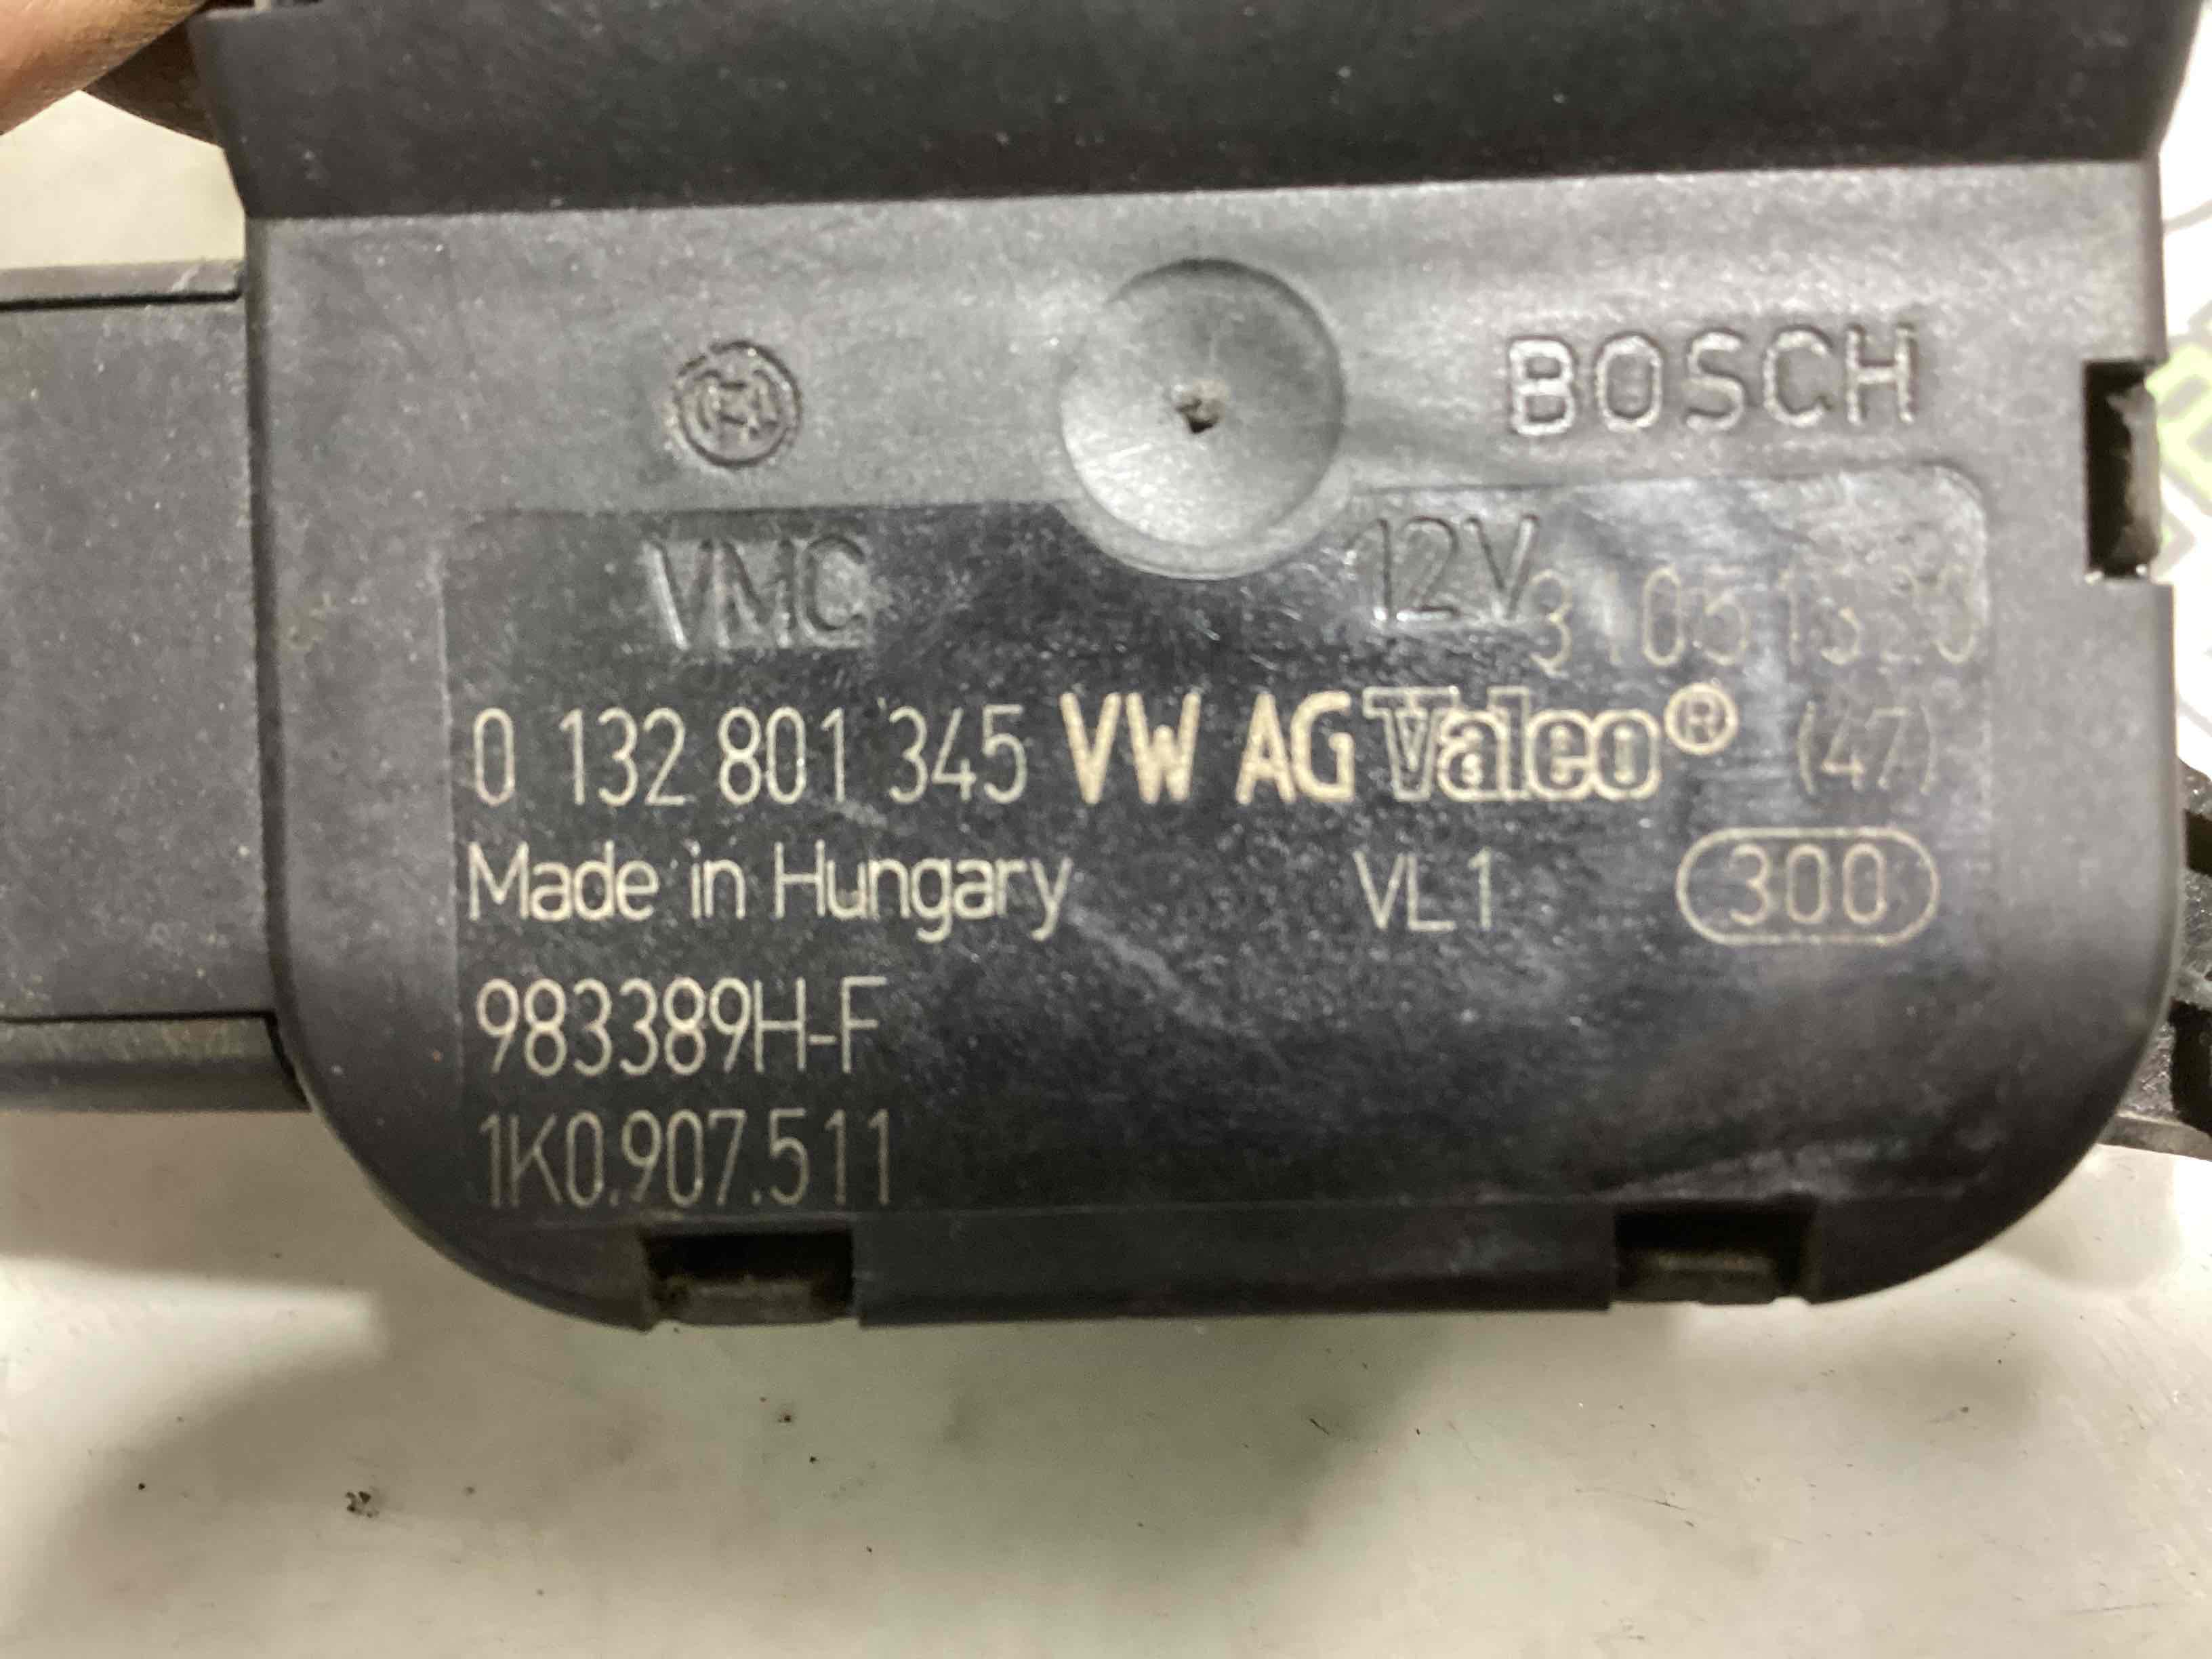 BOSCH
VMC 12V
0 132 801 345 VW AG Valeo® (47)
Made in Hungary VL1 300
983389H-F
1K0.907.511